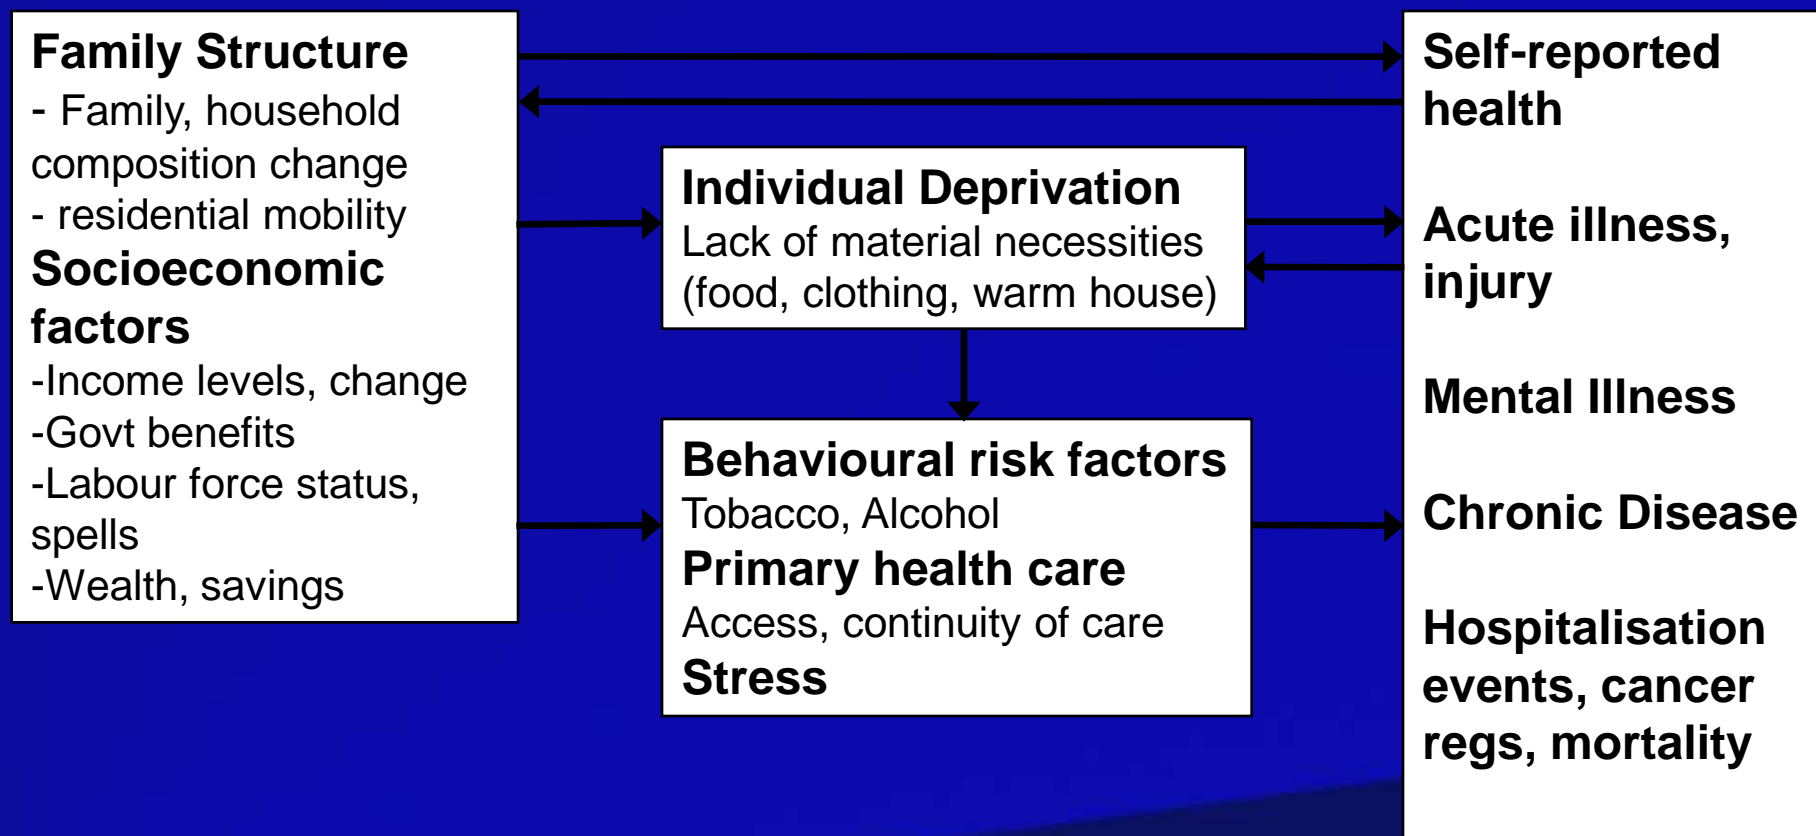 Family Structure
- Family, household
composition change
- residential mobility
Socioeconomic
factors
-Income levels, change
-Govt benefits
-Labour force status,
spells
-Wealth, savings
Individual Deprivation
Lack of material necessities
(food, clothing, warm house)
Behavioural risk factors
Tobacco, Alcohol
Primary health care
Access, continuity of care
Stress
Self-reported
health
Acute illness,
injury
Mental Illness
Chronic Disease
Hospitalisation
events, cancer
regs, mortality